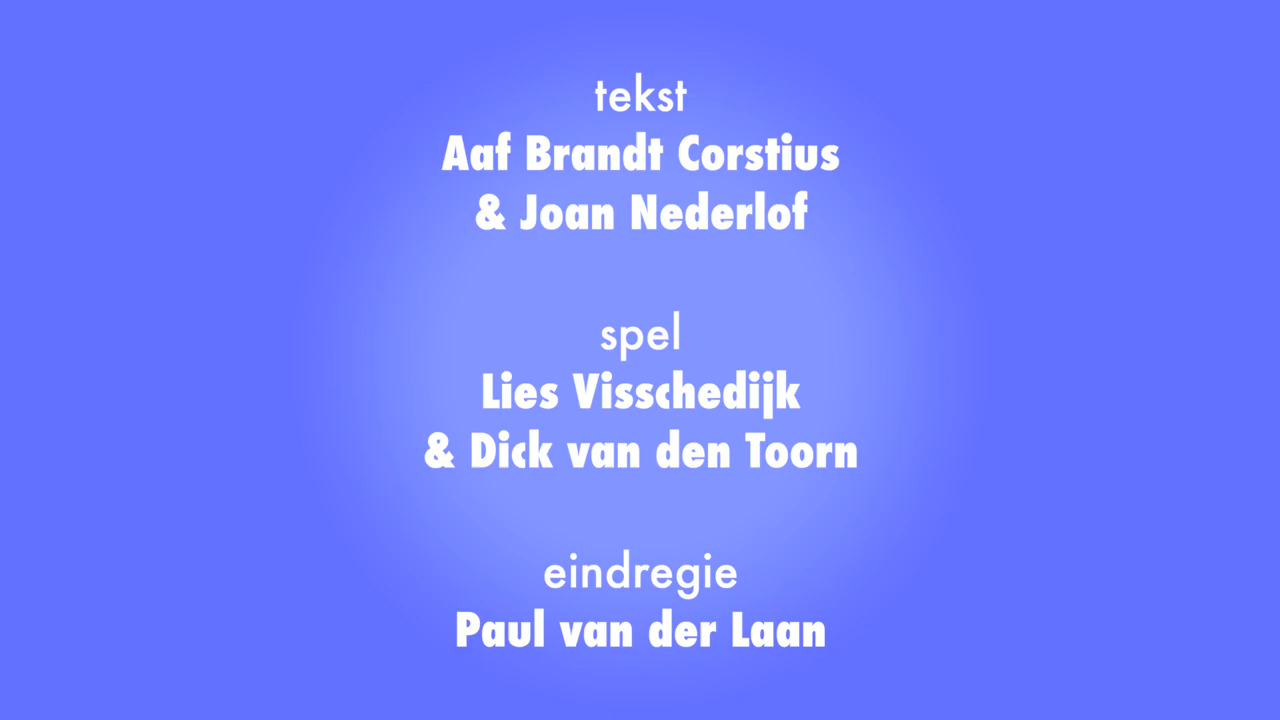 tekst
Aaf Brandt Corstius
& Joan Nederlof
spel
Lies Visschedijk
& Dick van den Toorn
eindregie
Paul van der Laan